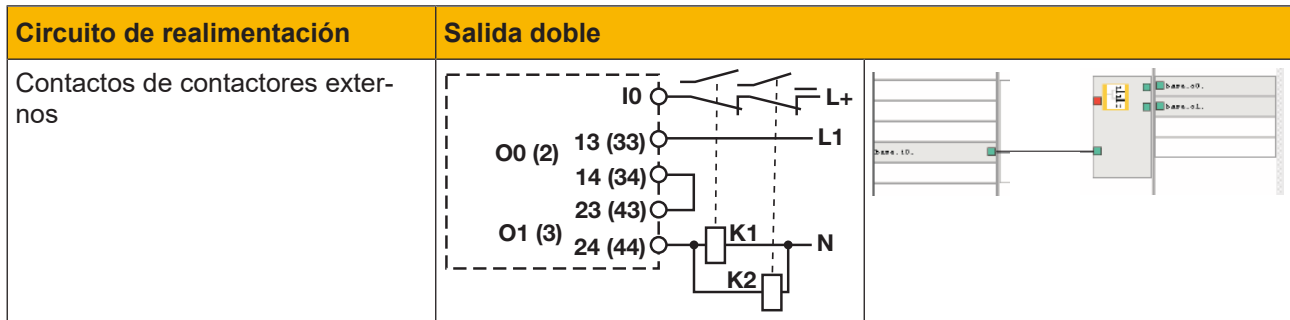 Circuito de realimentación
Salida doble
Contactos de contactores exter-
nos
I0
L+
13 (33)
L1
O0 (2)
14 (34)
23 (43)
O1 (3)
24 (44)
K1
N
K2
base.o0.
base.o1.
base.i0.